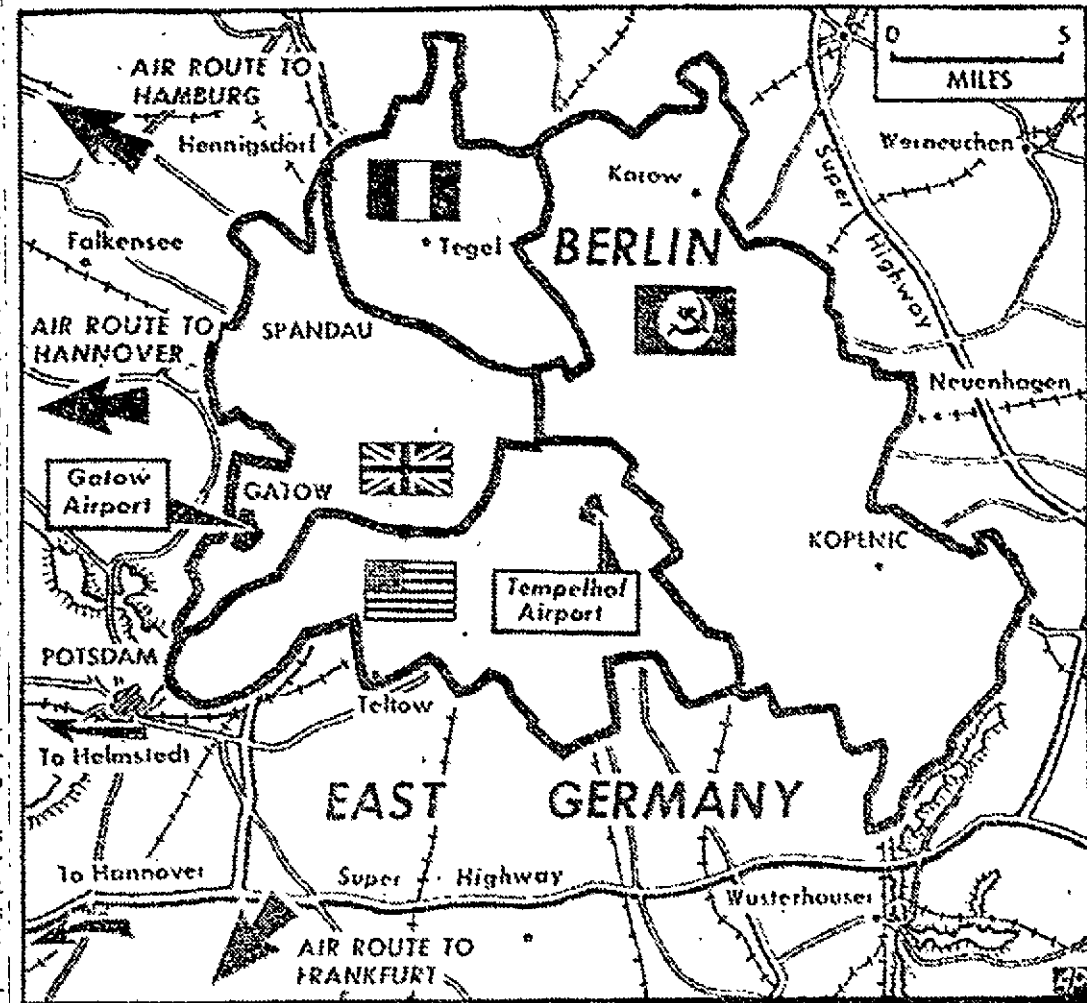 0 5
MILES
AIR ROUTE TO
HAMBURG
Hennigsdorf
Werneuchen
Karow
Super
Highway
Falkensee
Tegel
BERLIN
AIR ROUTE TO
HANNOVER
SPANDAU
Neuenhagen
Gatow
Airport
GATOW
KOPENIC
Tempelhof
Airport
POTSDAM
Teltow
To Helmstedt
EAST GERMANY
To Hannover
Super Highway
Wusterhausen
AIR ROUTE TO
FRANKFURT